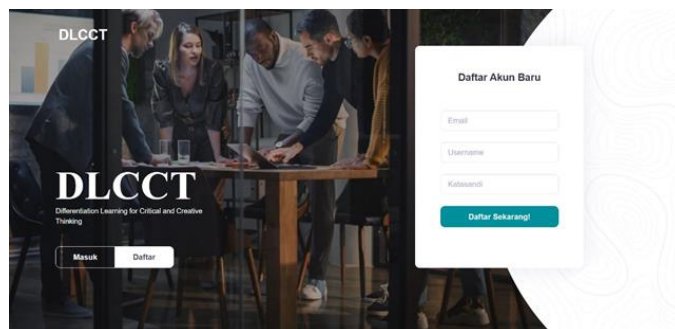 DLCCT
DLCCT
Differentiation Learning for Critical and Creative
Thinking
Masuk
Daftar
Daftar Akun Baru
Email
Username
Katasandi
Daftar Sekarang!